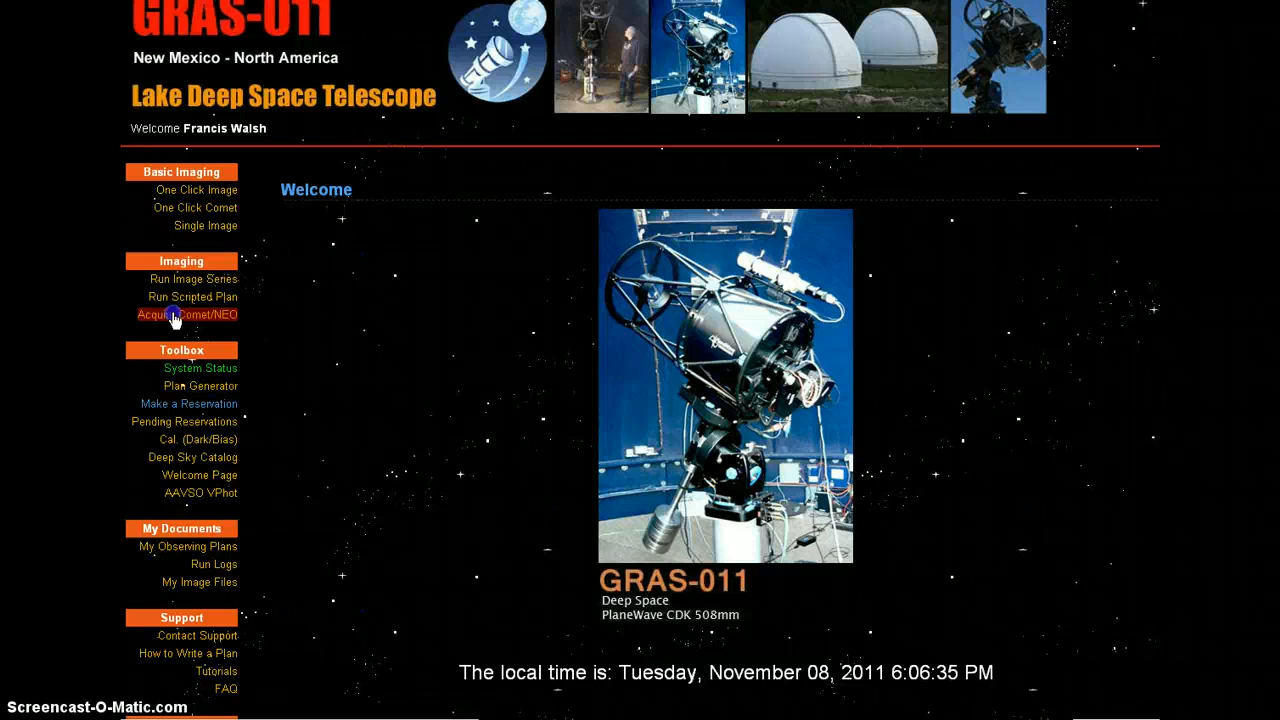 GRAS-011
New Mexico - North America
Lake Deep Space Telescope
Welcome Francis Walsh
Basic Imaging
One Click Image
One Click Comet
Single Image
Imaging
Run Image Series
Run Scripted Plan
Acquire Comet/NEO
Toolbox
System Status
Plan Generator
Make a Reservation
Pending Reservations
Cal. (Dark/Bias)
Deep Sky Catalog
Welcome Page
AAVSO VPhot
My Documents
My Observing Plans
Run Logs
My Image Files
Support
Contact Support
How to Write a Plan
Tutorials
FAQ
Welcome
GRAS-011
Deep Space
PlaneWave CDK 508mm
The local time is: Tuesday, November 08, 2011 6:06:35 PM
Screencast-O-Matic.com